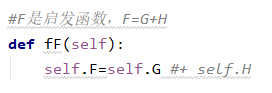 #F是启发函数，F=G+H
def fF(self):
    self.F=self.G #+ self.H